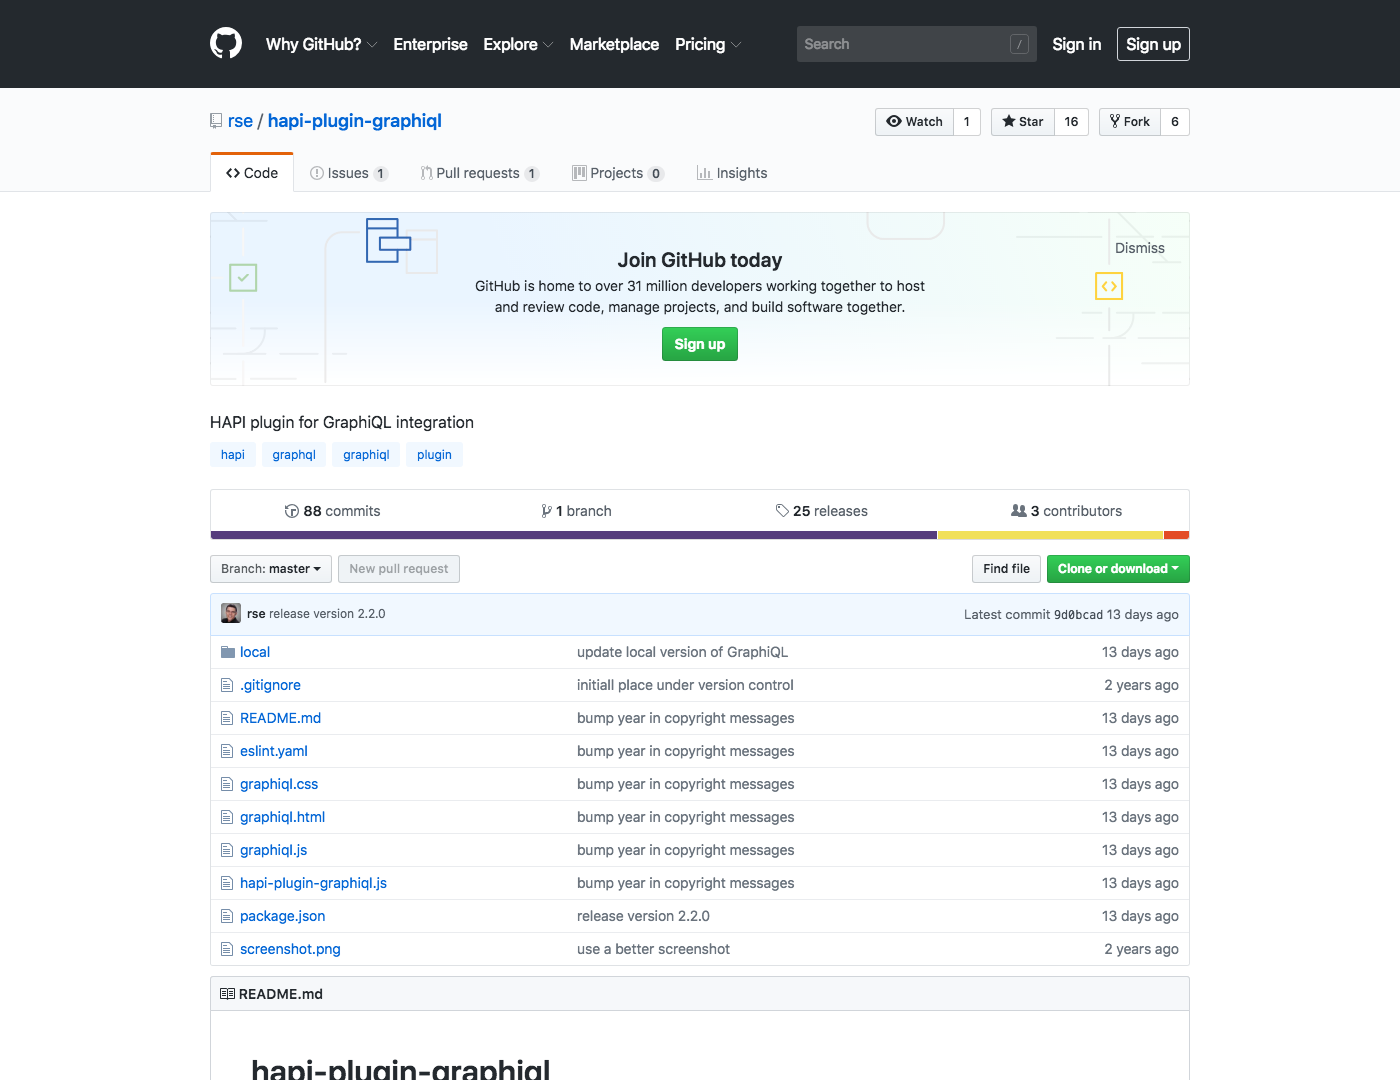 Why GitHub? Enterprise Explore Marketplace Pricing Search / Sign in Sign up
rse / hapi-plugin-graphiql Watch 1 Star 16 Fork 6
Code Issues 1 Pull requests 1 Projects 0 Insights
Dismiss
Join GitHub today
GitHub is home to over 31 million developers working together to host
and review code, manage projects, and build software together.
Sign up
HAPI plugin for GraphiQL integration
hapi graphql graphiql plugin
88 commits 1 branch 25 releases 3 contributors
Branch: master New pull request Find file Clone or download
rse release version 2.2.0 Latest commit 9d0bcad 13 days ago
local update local version of GraphiQL 13 days ago
.gitignore initiall place under version control 2 years ago
README.md bump year in copyright messages 13 days ago
eslint.yaml bump year in copyright messages 13 days ago
graphiql.css bump year in copyright messages 13 days ago
graphiql.html bump year in copyright messages 13 days ago
graphiql.js bump year in copyright messages 13 days ago
hapi-plugin-graphiql.js bump year in copyright messages 13 days ago
package.json release version 2.2.0 13 days ago
screenshot.png use a better screenshot 2 years ago
README.md
hapi-plugin-graphiql